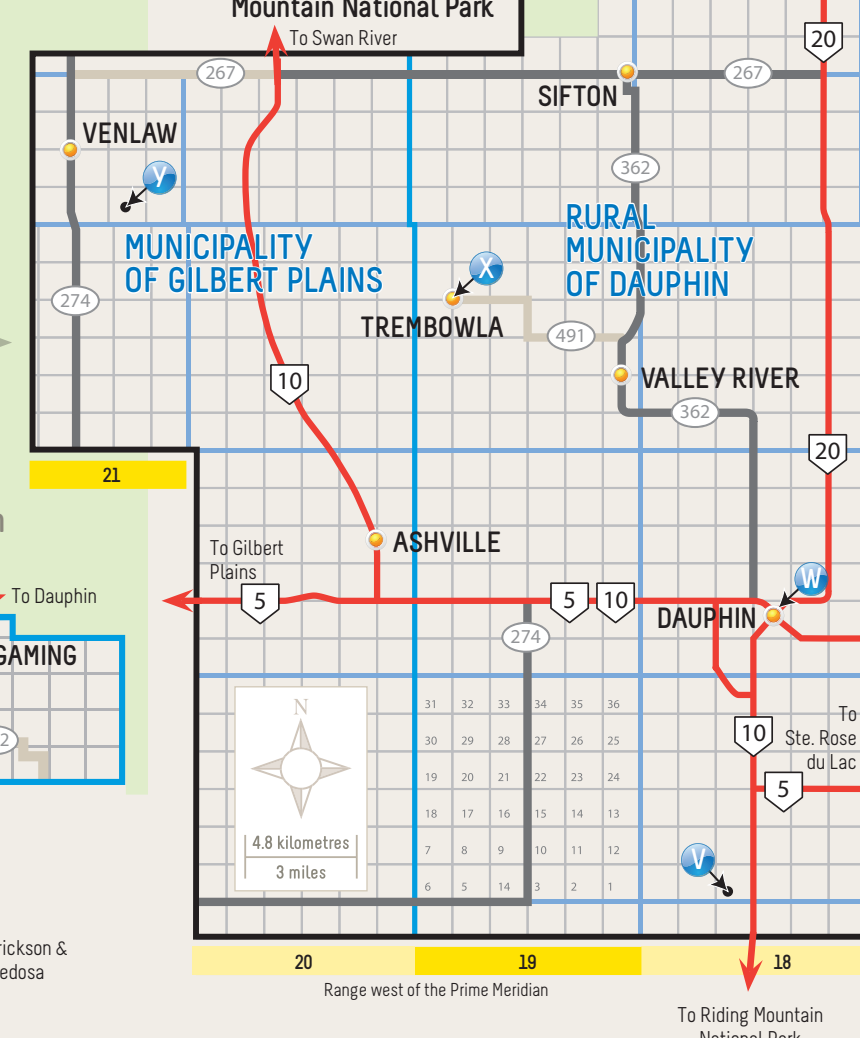 Mountain National Park
To Swan River
20
267
267
SIFTON
VENLAW
Y
362
RURAL
MUNICIPALITY
OF DAUPHIN
MUNICIPALITY
OF GILBERT PLAINS
X
274
TREMBOWLA
491
10
VALLEY RIVER
362
20
21
ASHVILLE
To Gilbert
Plains
W
To Dauphin
5
5
10
DAUPHIN
274
GAMING
31 32 33 34 35 36
30 29 28 27 26 25
19 20 21 22 23 24
18 17 16 15 14 13
7 8 9 10 11 12
6 5 14 3 2 1
N
4.8 kilometres
3 miles
10
To
Ste. Rose
du Lac
2
5
V
rickson &
edosa
20
19
18
Range west of the Prime Meridian
To Riding Mountain
National Park